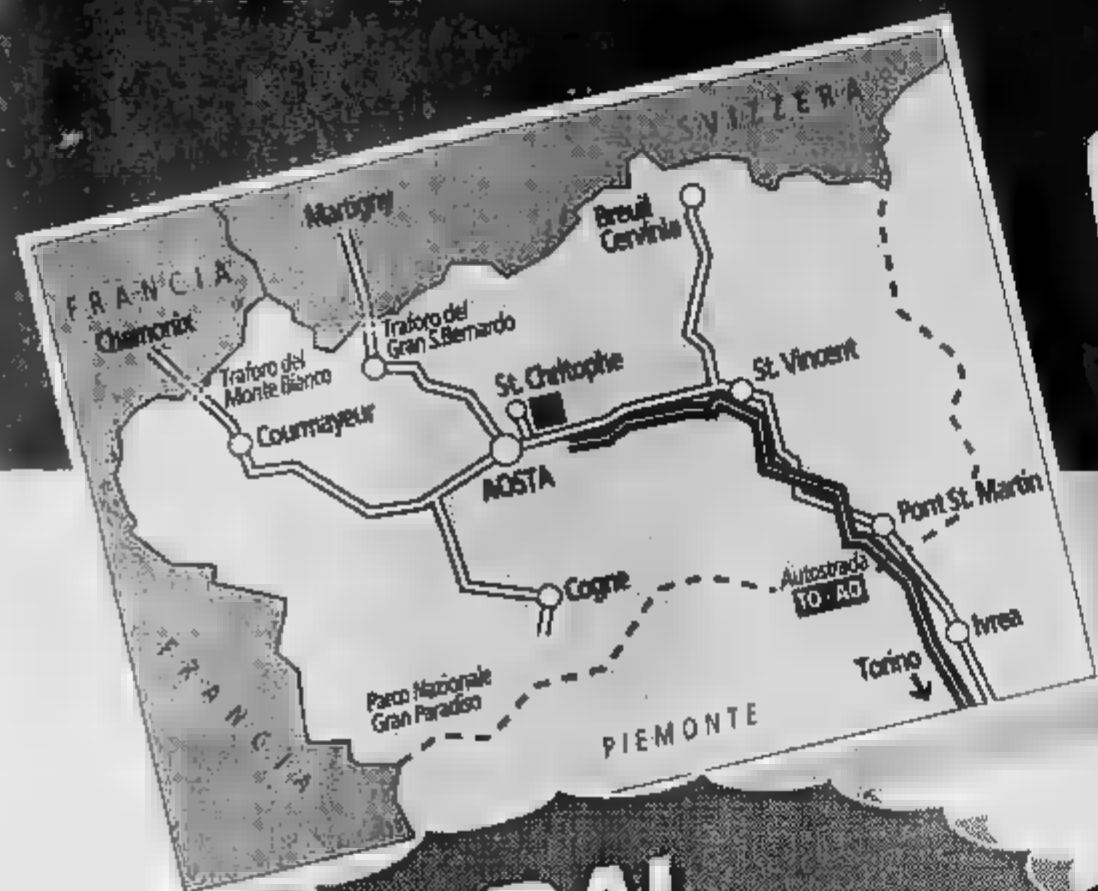 SVIZZERA
Martigny
Breuil
Cervinia
FRANCIA
Chamonix
Traforo del
Gran S.Bernardo
Traforo del
Monte Bianco
St. Christophe
St. Vincent
Courmayeur
AOSTA
Pont St. Martin
Autostrada
TO - AO
Cogne
Ivrea
Torino
Parco Nazionale
Gran Paradiso
FRANCIA
PIEMONTE